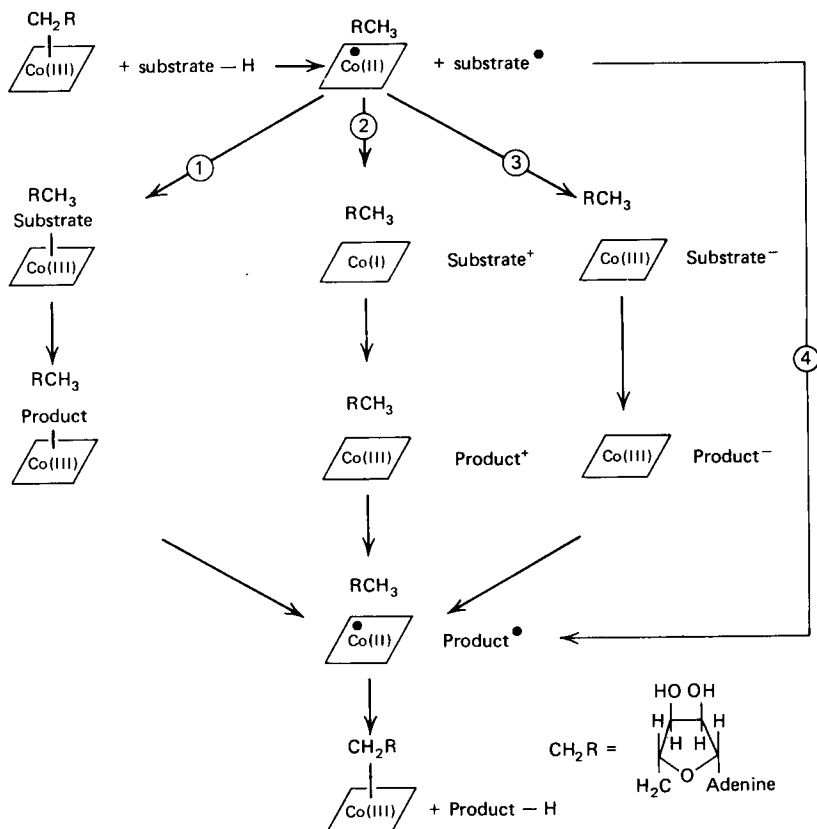 CH2R
Co(III) + substrate — H
RCH3
Co(II) + substrate•
1
2
3
4
RCH3
Substrate
Co(III)
RCH3
Co(I) Substrate+
RCH3
Co(III) Substrate−
RCH3
Product
Co(III)
RCH3
Co(III) Product+
Co(III) Product−
RCH3
Co(II) Product•
CH2R
Co(III) + Product — H
CH2R =
HO OH
H H
H H
O
H2C Adenine